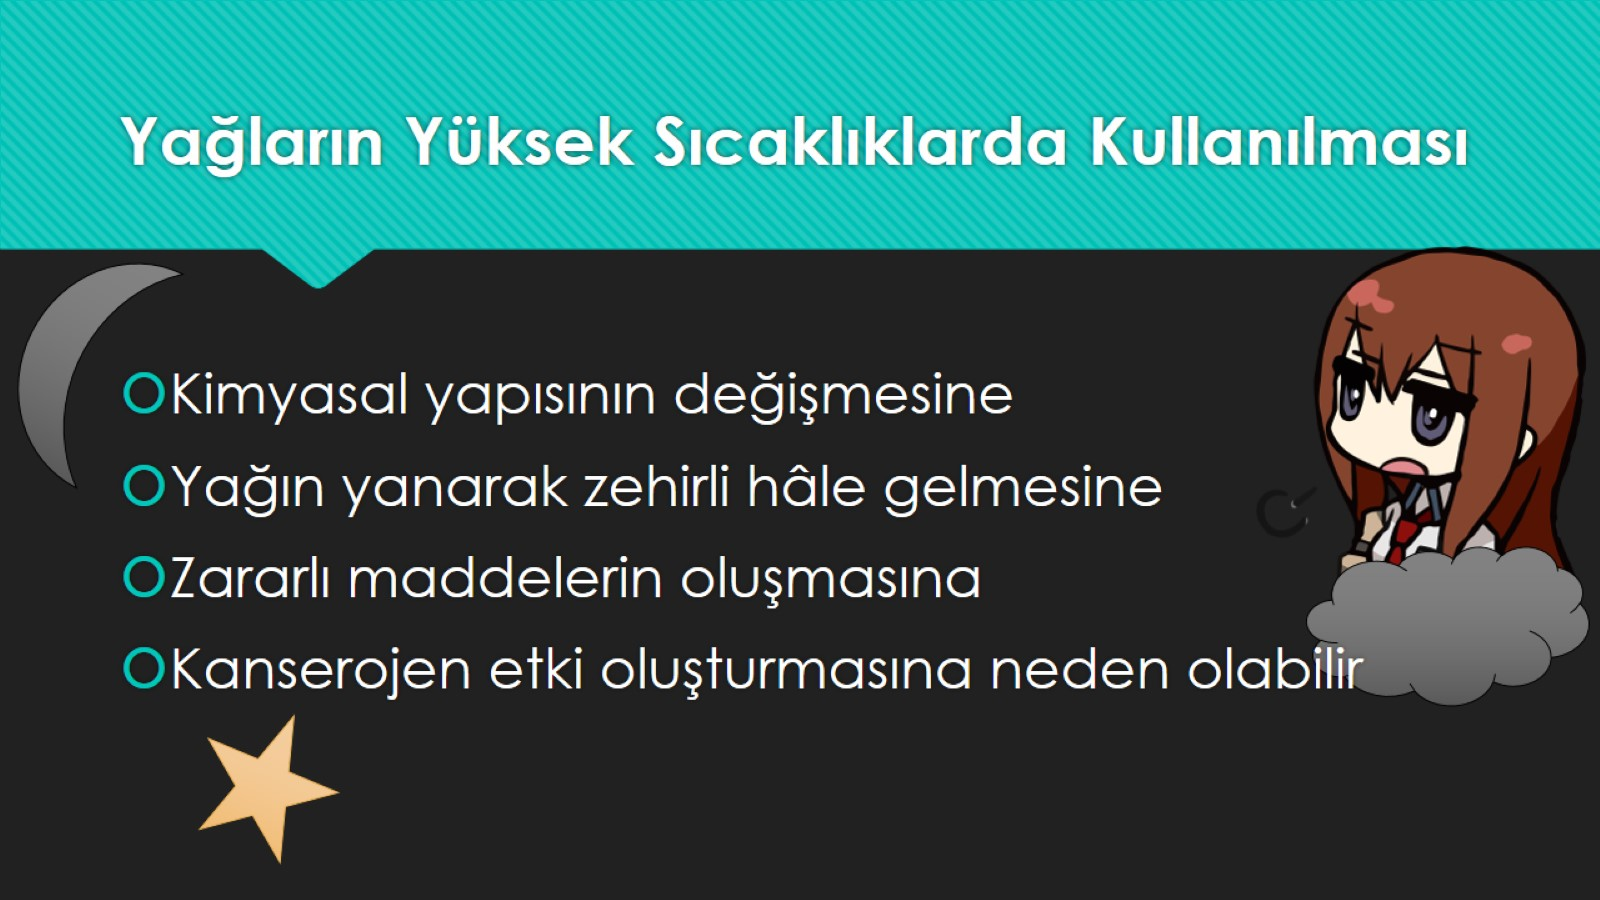 Yağların Yüksek Sıcaklıklarda Kullanılması
Kimyasal yapısının değişmesine
Yağın yanarak zehirli hâle gelmesine
Zararlı maddelerin oluşmasına
Kanserojen etki oluşturmasına neden olabilir